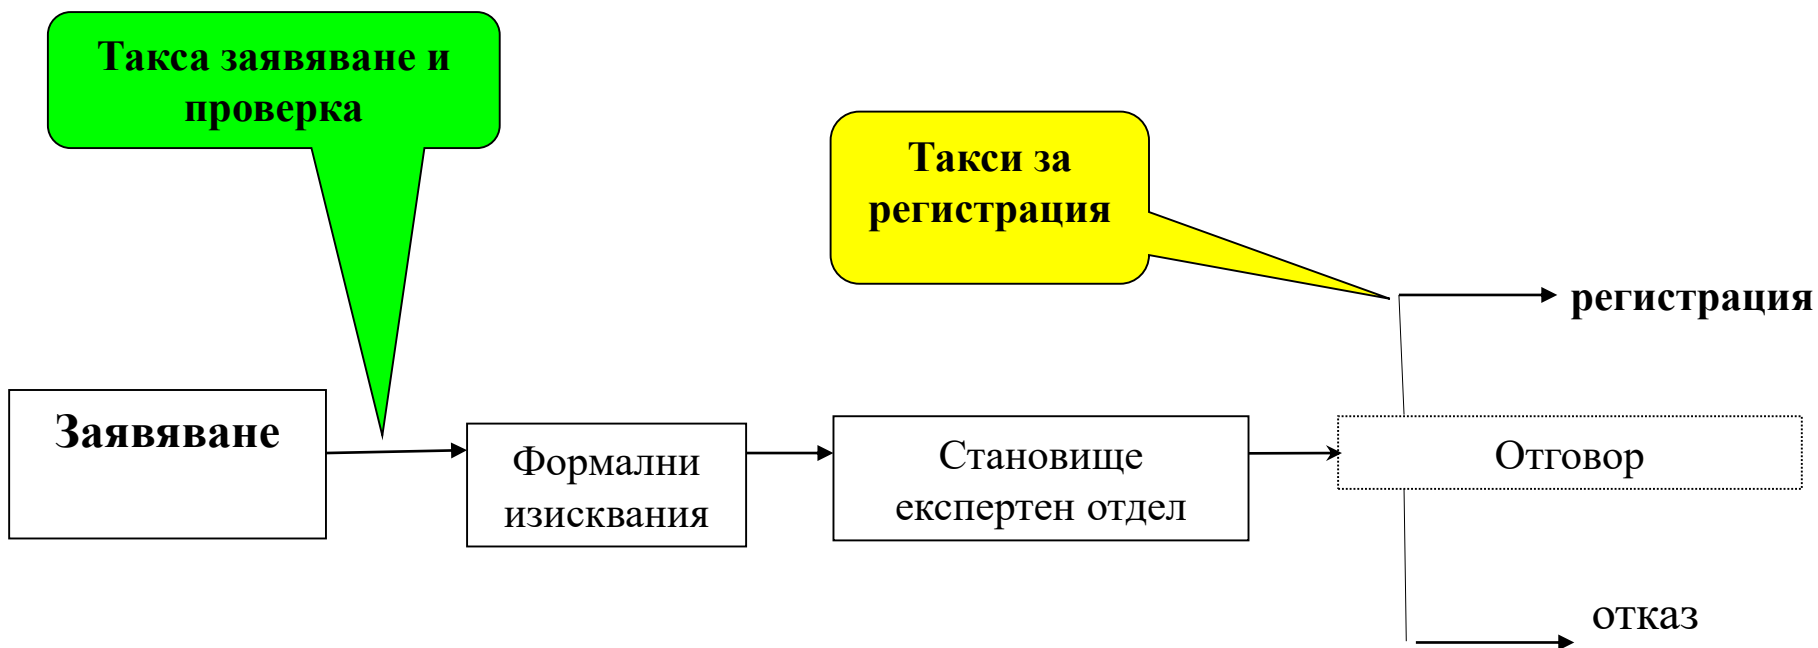 Такса заявяване и
проверка
Такси за
регистрация
регистрация
Заявяване
Формални
изисквания
Становище
експертен отдел
Отговор
отказ